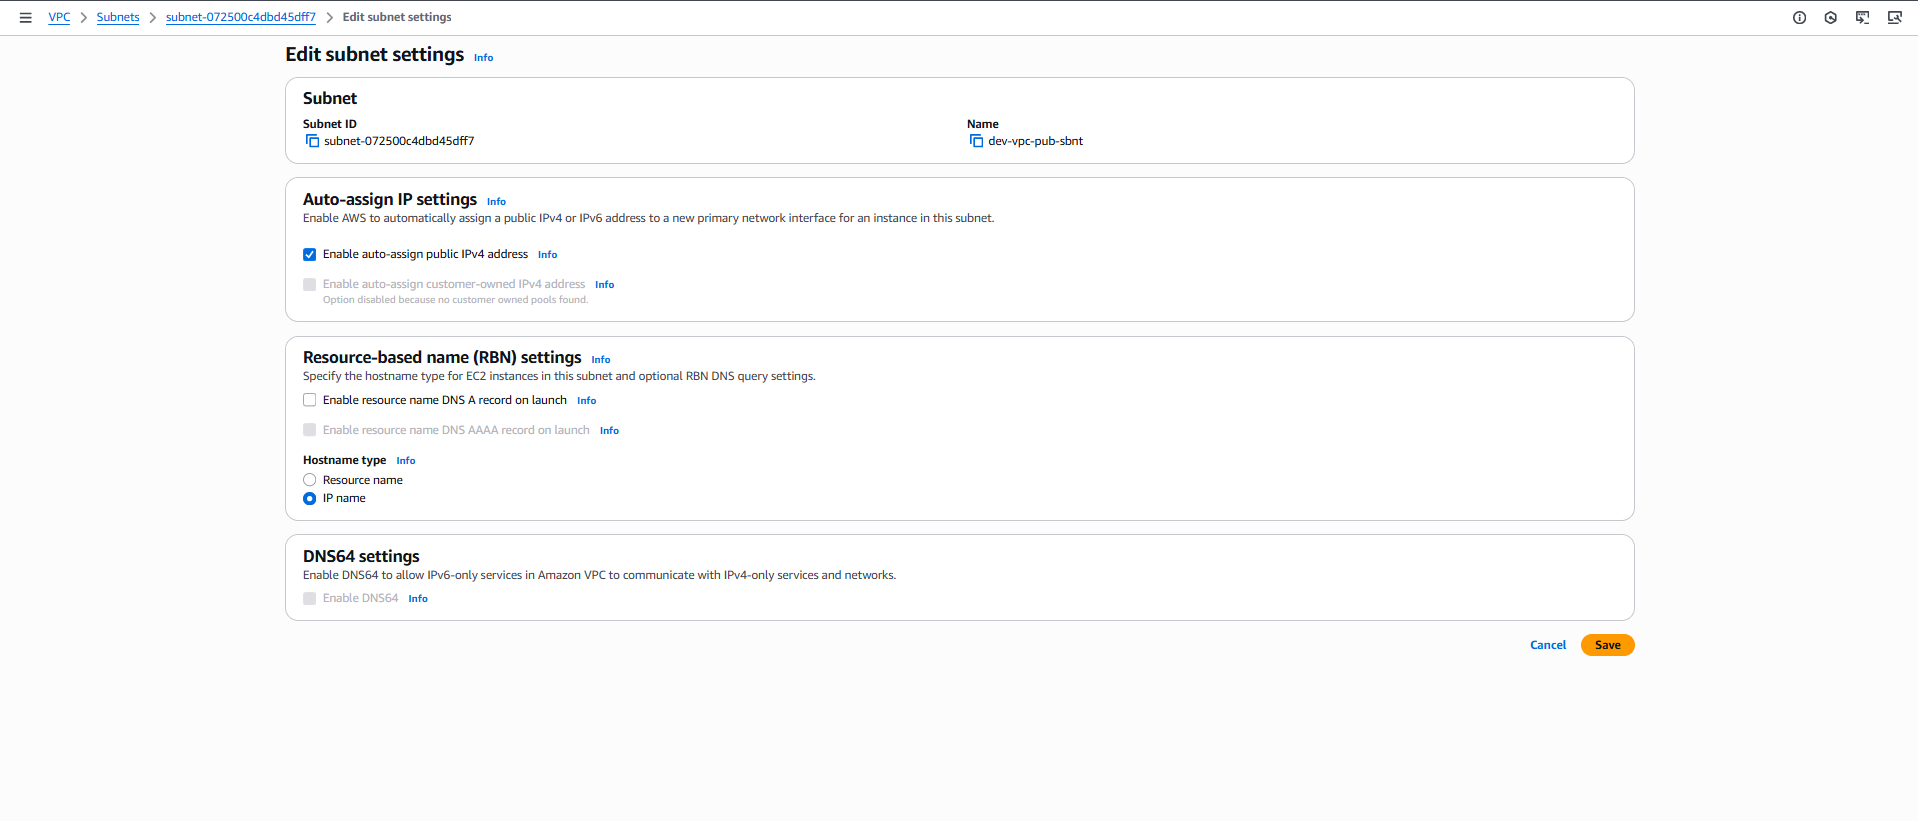 VPC Subnets subnet-072500c4dbd45dff7 Edit subnet settings
Edit subnet settings Info
Subnet
Subnet ID
subnet-072500c4dbd45dff7
Name
dev-vpc-pub-sbnt
Auto-assign IP settings Info
Enable AWS to automatically assign a public IPv4 or IPv6 address to a new primary network interface for an instance in this subnet.
Enable auto-assign public IPv4 address Info
Enable auto-assign customer-owned IPv4 address Info
Option disabled because no customer owned pools found.
Resource-based name (RBN) settings Info
Specify the hostname type for EC2 instances in this subnet and optional RBN DNS query settings.
Enable resource name DNS A record on launch Info
Enable resource name DNS AAAA record on launch Info
Hostname type Info
Resource name
IP name
DNS64 settings
Enable DNS64 to allow IPv6-only services in Amazon VPC to communicate with IPv4-only services and networks.
Enable DNS64 Info
Cancel Save